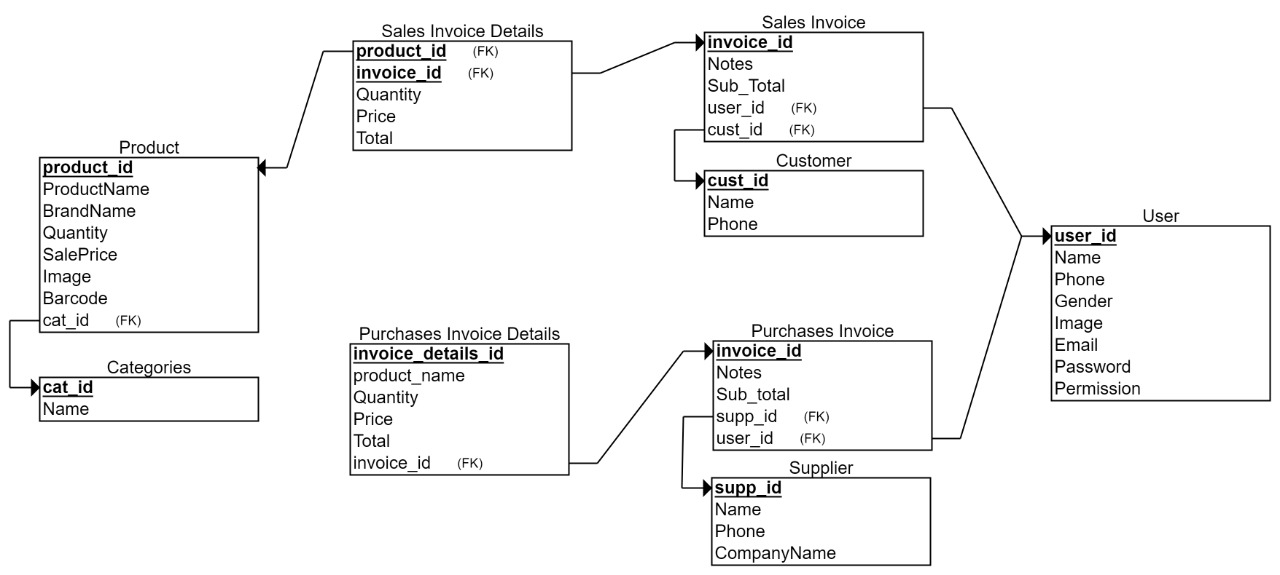 Sales Invoice Details
product_id (FK)
invoice_id (FK)
Quantity
Price
Total
Sales Invoice
invoice_id
Notes
Sub_Total
user_id (FK)
cust_id (FK)
Product
product_id
ProductName
BrandName
Quantity
SalePrice
Image
Barcode
cat_id (FK)
Customer
cust_id
Name
Phone
User
user_id
Name
Phone
Gender
Image
Email
Password
Permission
Categories
cat_id
Name
Purchases Invoice Details
invoice_details_id
product_name
Quantity
Price
Total
invoice_id (FK)
Purchases Invoice
invoice_id
Notes
Sub_total
supp_id (FK)
user_id (FK)
Supplier
supp_id
Name
Phone
CompanyName